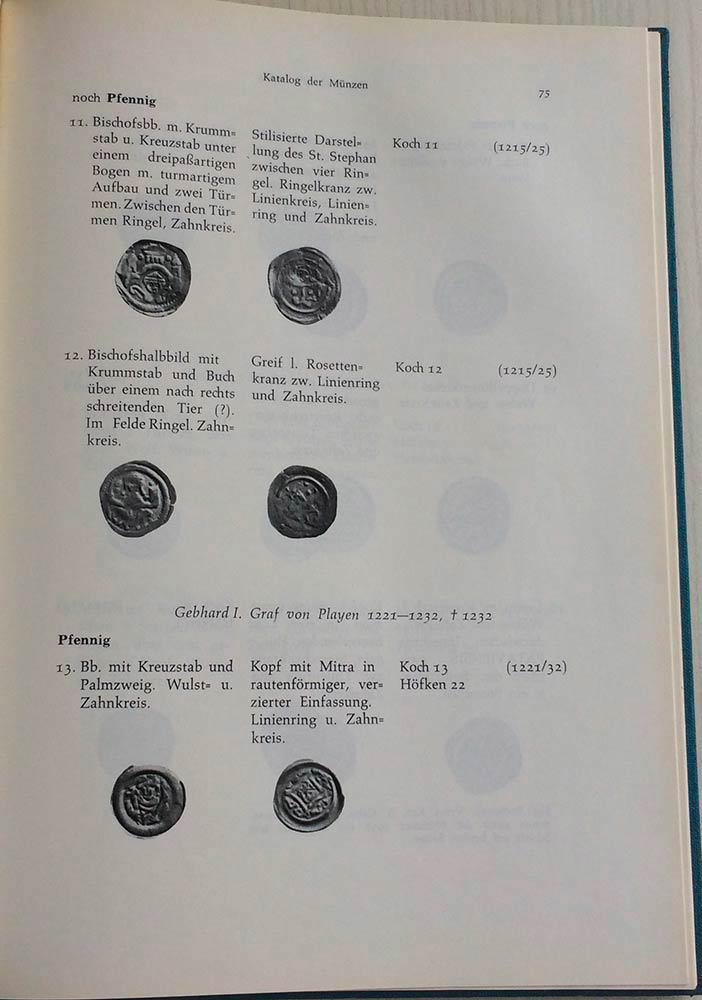 Katalog der Münzen
75
noch Pfennig
11. Bischofsbb. m. Krumm=
stab u. Kreuzstab unter
einem dreipaßartigen
Bogen m. turmartigem
Aufbau und zwei Tür=
men. Zwischen den Tür=
men Ringel, Zahnkreis.
Stilisierte Darstel=
lung des St. Stephan
zwischen vier Rin=
gel. Ringelkranz zw.
Linienkreis, Linien=
ring und Zahnkreis.
Koch 11
(1215/25)
12. Bischofshalbbild mit
Krummstab und Buch
über einem nach rechts
schreitenden Tier (?).
Im Felde Ringel. Zahn=
kreis.
Greif l. Rosetten=
kranz zw. Linienring
und Zahnkreis.
Koch 12
(1215/25)
Gebhard I. Graf von Playen 1221—1232, † 1232
Pfennig
13. Bb. mit Kreuzstab und
Palmzweig. Wulst= u.
Zahnkreis.
Kopf mit Mitra in
rautenförmiger, ver=
zierter Einfassung.
Linienring u. Zahn=
kreis.
Koch 13
Höfken 22
(1221/32)